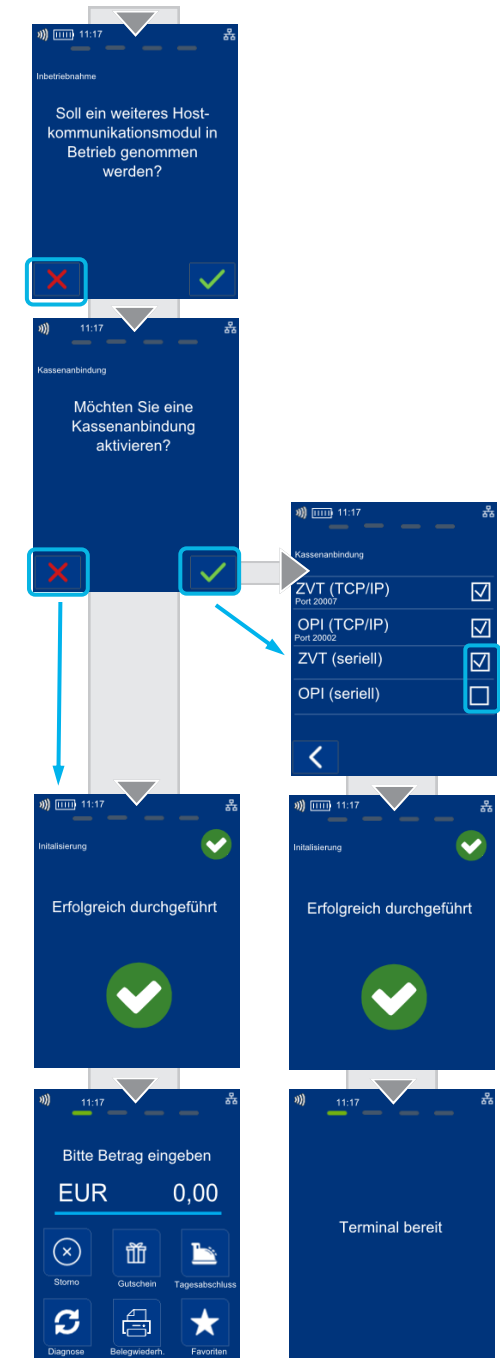 11:17
Inbetriebnahme
Soll ein weiteres Host-
kommunikationsmodul in
Betrieb genommen
werden?
11:17
Kassenanbindung
Möchten Sie eine
Kassenanbindung
aktivieren?
11:17
Kassenanbindung
ZVT (TCP/IP)
Port 20007
OPI (TCP/IP)
Port 20002
ZVT (seriell)
OPI (seriell)
11:17
Initalisierung
Erfolgreich durchgeführt
11:17
Initalisierung
Erfolgreich durchgeführt
11:17
Bitte Betrag eingeben
EUR 0,00
Storno Gutschein Tagesabschluss
Diagnose Belegwiederh. Favoriten
11:17
Terminal bereit